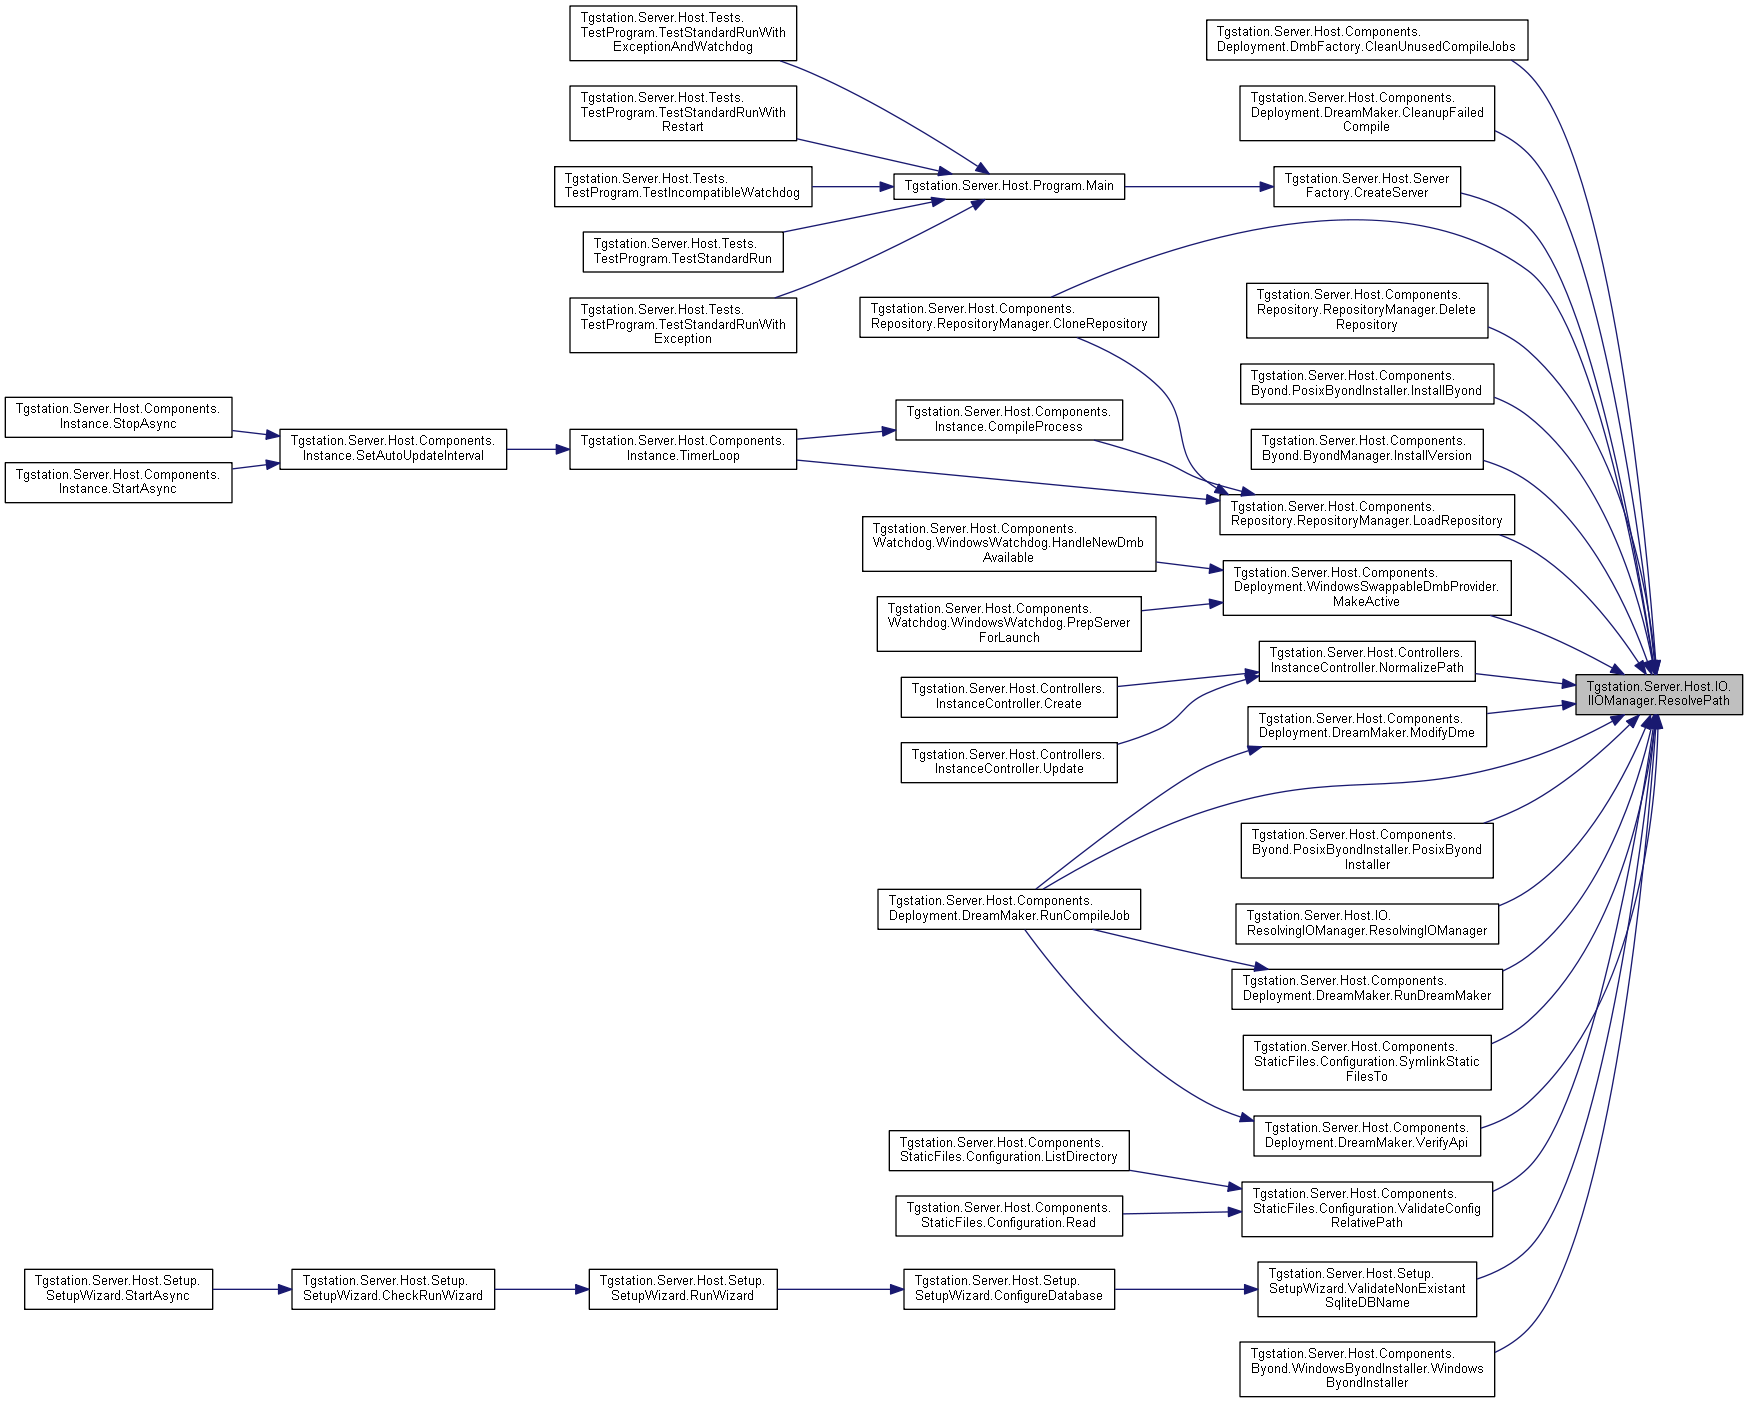 Tgstation.Server.Host.Tests.
TestProgram.TestStandardRunWith
ExceptionAndWatchdog
Tgstation.Server.Host.Tests.
TestProgram.TestStandardRunWith
Restart
Tgstation.Server.Host.Tests.
TestProgram.TestIncompatibleWatchdog
Tgstation.Server.Host.Tests.
TestProgram.TestStandardRun
Tgstation.Server.Host.Tests.
TestProgram.TestStandardRunWith
Exception
Tgstation.Server.Host.Program.Main
Tgstation.Server.Host.Components.
Deployment.DmbFactory.CleanUnusedCompileJobs
Tgstation.Server.Host.Components.
Deployment.DreamMaker.CleanupFailed
Compile
Tgstation.Server.Host.Server
Factory.CreateServer
Tgstation.Server.Host.Components.
Repository.RepositoryManager.CloneRepository
Tgstation.Server.Host.Components.
Repository.RepositoryManager.Delete
Repository
Tgstation.Server.Host.Components.
Byond.PosixByondInstaller.InstallByond
Tgstation.Server.Host.Components.
Instance.StopAsync
Tgstation.Server.Host.Components.
Instance.StartAsync
Tgstation.Server.Host.Components.
Instance.SetAutoUpdateInterval
Tgstation.Server.Host.Components.
Instance.TimerLoop
Tgstation.Server.Host.Components.
Instance.CompileProcess
Tgstation.Server.Host.Components.
Byond.ByondManager.InstallVersion
Tgstation.Server.Host.Components.
Repository.RepositoryManager.LoadRepository
Tgstation.Server.Host.Components.
Watchdog.WindowsWatchdog.HandleNewDmb
Available
Tgstation.Server.Host.Components.
Deployment.WindowsSwappableDmbProvider.
MakeActive
Tgstation.Server.Host.Components.
Watchdog.WindowsWatchdog.PrepServer
ForLaunch
Tgstation.Server.Host.Controllers.
InstanceController.NormalizePath
Tgstation.Server.Host.Controllers.
InstanceController.Create
Tgstation.Server.Host.IO.
IIOManager.ResolvePath
Tgstation.Server.Host.Components.
Deployment.DreamMaker.ModifyDme
Tgstation.Server.Host.Controllers.
InstanceController.Update
Tgstation.Server.Host.Components.
Byond.PosixByondInstaller.PosixByond
Installer
Tgstation.Server.Host.Components.
Deployment.DreamMaker.RunCompileJob
Tgstation.Server.Host.IO.
ResolvingIOManager.ResolvingIOManager
Tgstation.Server.Host.Components.
Deployment.DreamMaker.RunDreamMaker
Tgstation.Server.Host.Components.
StaticFiles.Configuration.SymlinkStatic
FilesTo
Tgstation.Server.Host.Components.
Deployment.DreamMaker.VerifyApi
Tgstation.Server.Host.Components.
StaticFiles.Configuration.ListDirectory
Tgstation.Server.Host.Components.
StaticFiles.Configuration.Read
Tgstation.Server.Host.Components.
StaticFiles.Configuration.ValidateConfig
RelativePath
Tgstation.Server.Host.Setup.
SetupWizard.StartAsync
Tgstation.Server.Host.Setup.
SetupWizard.CheckRunWizard
Tgstation.Server.Host.Setup.
SetupWizard.RunWizard
Tgstation.Server.Host.Setup.
SetupWizard.ConfigureDatabase
Tgstation.Server.Host.Setup.
SetupWizard.ValidateNonExistant
SqliteDBName
Tgstation.Server.Host.Components.
Byond.WindowsByondInstaller.Windows
ByondInstaller